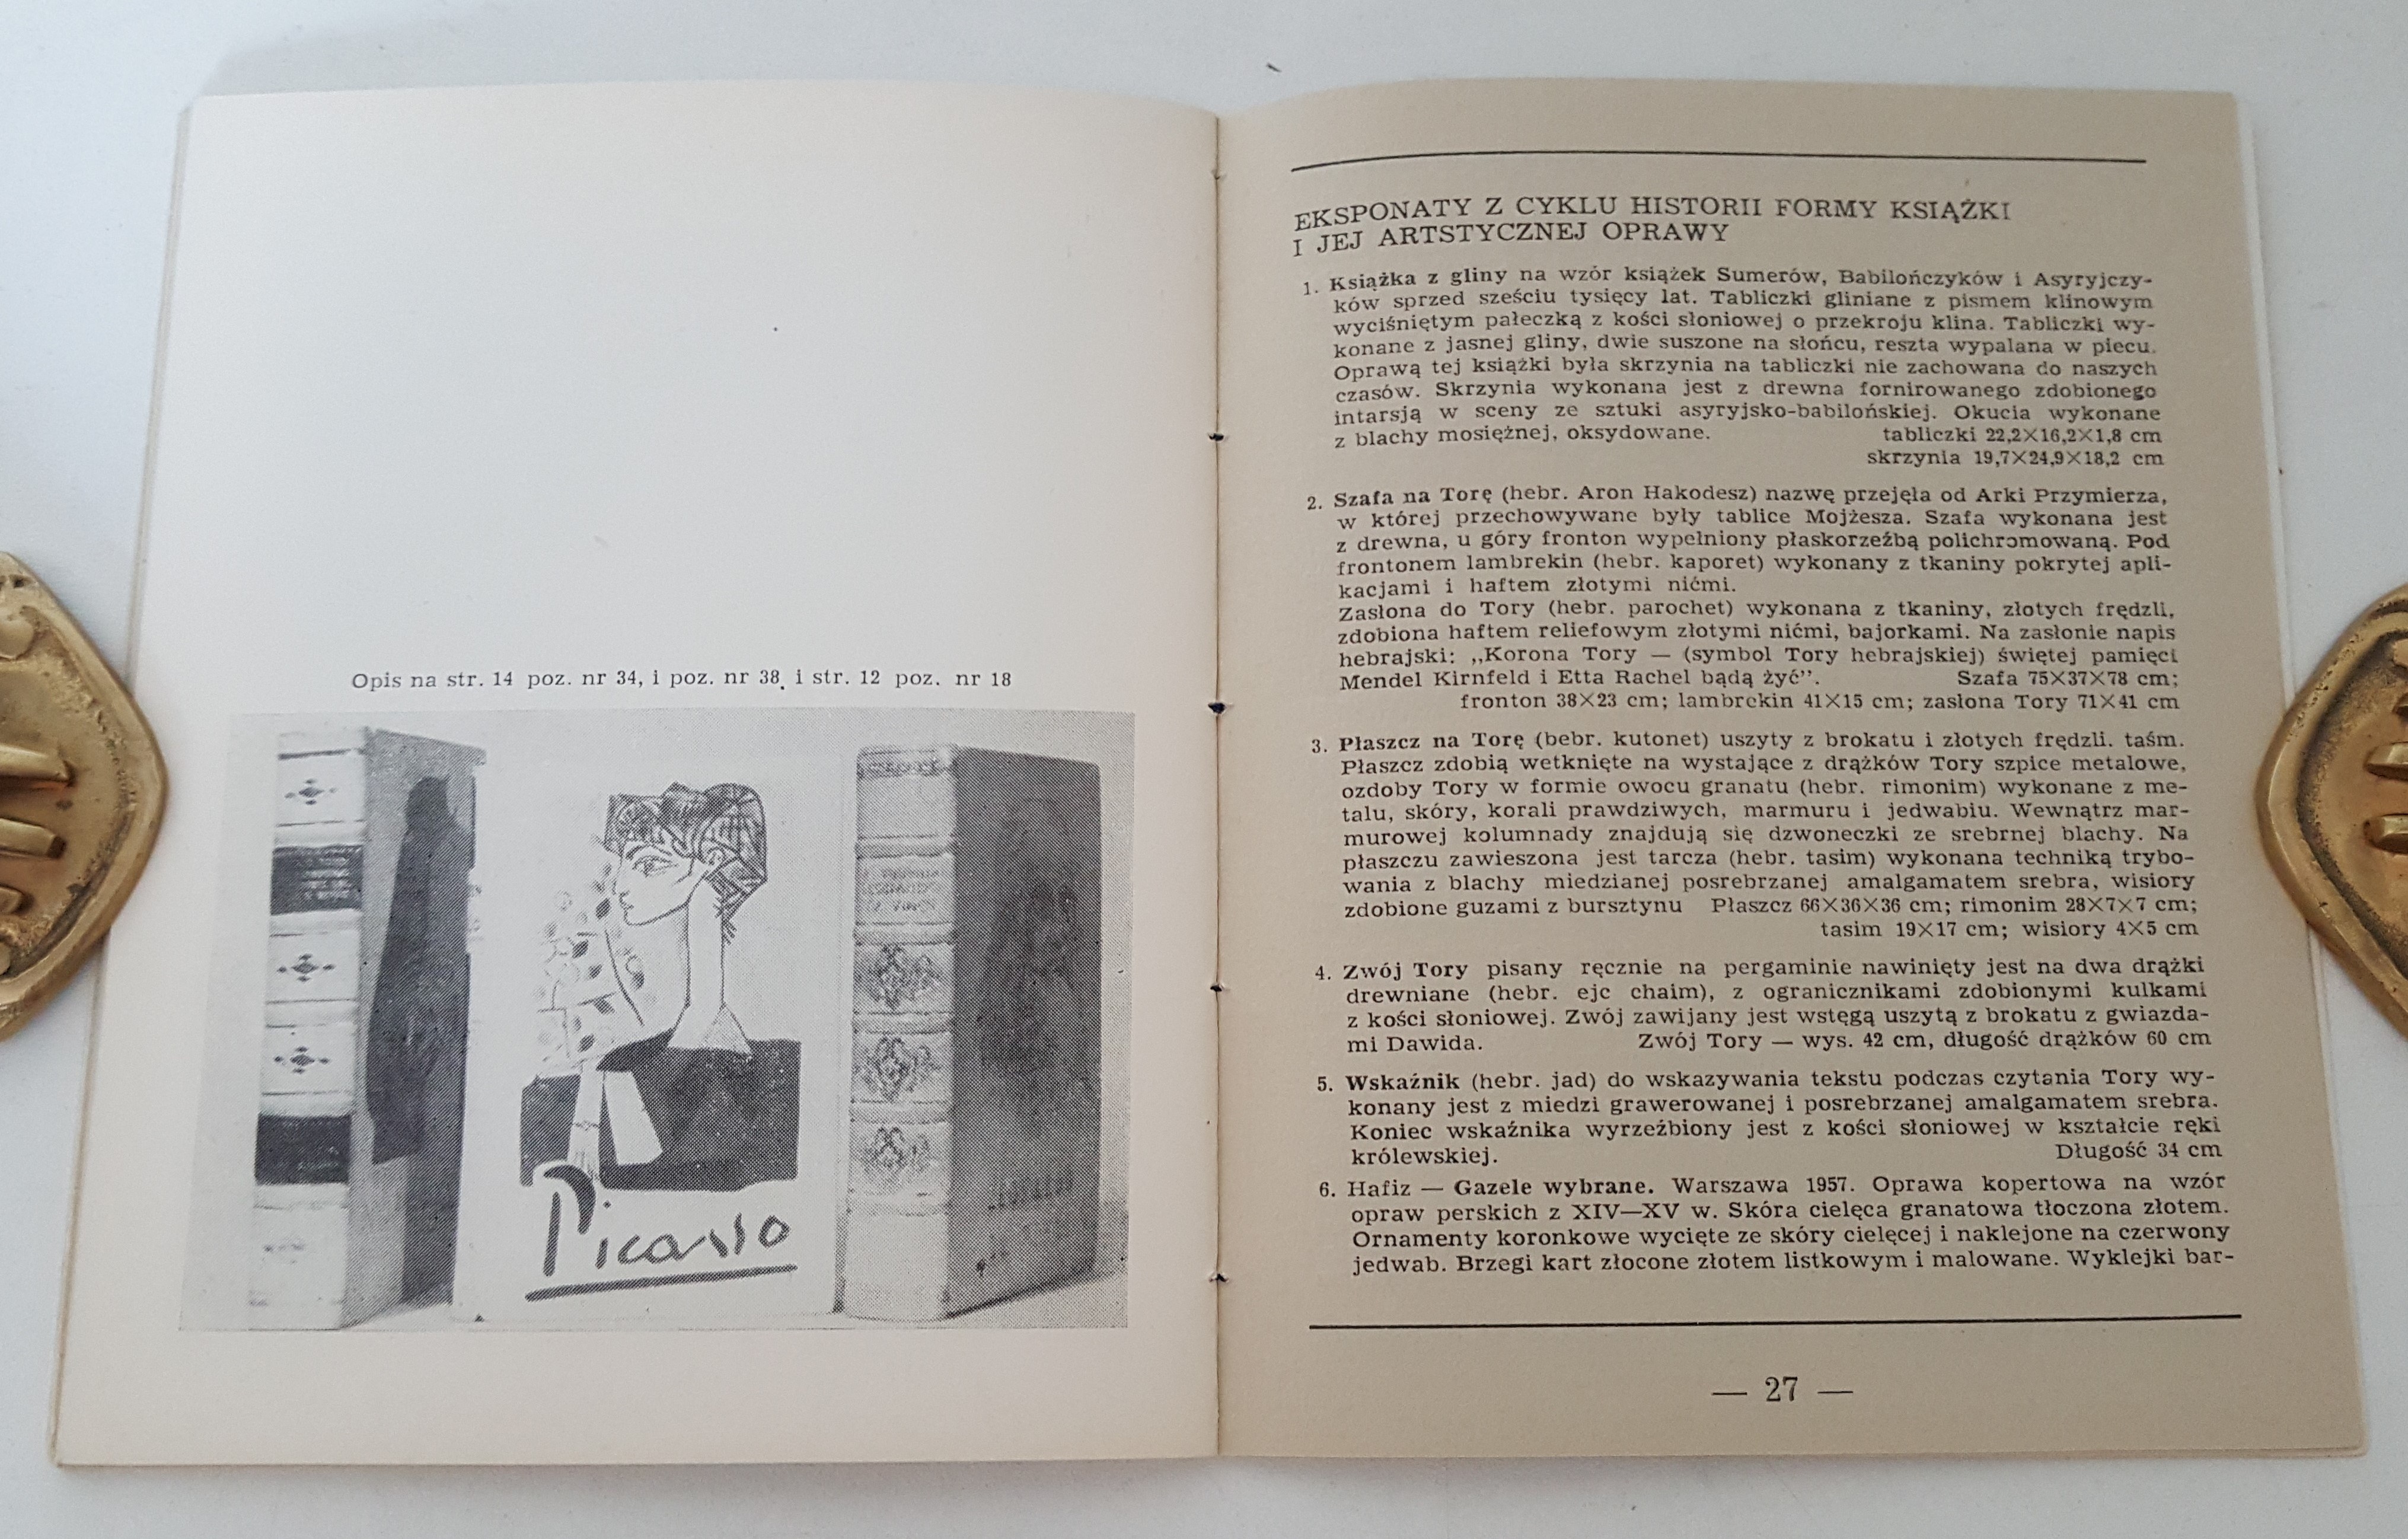 Opis na str. 14 poz. nr 34, i poz. nr 38, i str. 12 poz. nr 18
Picasso
EKSPONATY Z CYKLU HISTORII FORMY KSIĄŻKI
I JEJ ARTSTYCZNEJ OPRAWY
1. Książka z gliny na wzór książek Sumerów, Babilończyków i Asyryjczy-
ków sprzed sześciu tysięcy lat. Tabliczki gliniane z pismem klinowym
wyciśniętym pałeczką z kości słoniowej o przekroju klina. Tabliczki wy-
konane z jasnej gliny, dwie suszone na słońcu, reszta wypalana w piecu.
Oprawą tej książki była skrzynia na tabliczki nie zachowana do naszych
czasów. Skrzynia wykonana jest z drewna fornirowanego zdobionego
intarsją w sceny ze sztuki asyryjsko-babilońskiej. Okucia wykonane
z blachy mosiężnej, oksydowane. tabliczki 22,2×16,2×1,8 cm
skrzynia 19,7×24,9×18,2 cm
2. Szafa na Torę (hebr. Aron Hakodesz) nazwę przejęła od Arki Przymierza,
w której przechowywane były tablice Mojżesza. Szafa wykonana jest
z drewna, u góry fronton wypełniony płaskorzeźbą polichromowaną. Pod
frontonem lambrekin (hebr. kaporet) wykonany z tkaniny pokrytej apli-
kacjami i haftem złotymi nićmi.
Zasłona do Tory (hebr. parochet) wykonana z tkaniny, złotych frędzli,
zdobiona haftem reliefowym złotymi nićmi, bajorkami. Na zasłonie napis
hebrajski: „Korona Tory — (symbol Tory hebrajskiej) świętej pamięci
Mendel Kirnfeld i Etta Rachel bądą żyć”. Szafa 75×37×78 cm;
fronton 38×23 cm; lambrekin 41×15 cm; zasłona Tory 71×41 cm
3. Płaszcz na Torę (bebr. kutonet) uszyty z brokatu i złotych frędzli. taśm.
Płaszcz zdobią wetknięte na wystające z drążków Tory szpice metalowe,
ozdoby Tory w formie owocu granatu (hebr. rimonim) wykonane z me-
talu, skóry, korali prawdziwych, marmuru i jedwabiu. Wewnątrz mar-
murowej kolumnady znajdują się dzwoneczki ze srebrnej blachy. Na
płaszczu zawieszona jest tarcza (hebr. tasim) wykonana techniką trybo-
wania z blachy miedzianej posrebrzanej amalgamatem srebra, wisiory
zdobione guzami z bursztynu Płaszcz 66×36×36 cm; rimonim 28×7×7 cm;
tasim 19×17 cm; wisiory 4×5 cm
4. Zwój Tory pisany ręcznie na pergaminie nawinięty jest na dwa drążki
drewniane (hebr. ejc chaim), z ogranicznikami zdobionymi kulkami
z kości słoniowej. Zwój zawijany jest wstęgą uszytą z brokatu z gwiazda-
mi Dawida. Zwój Tory — wys. 42 cm, długość drążków 60 cm
5. Wskaźnik (hebr. jad) do wskazywania tekstu podczas czytania Tory wy-
konany jest z miedzi grawerowanej i posrebrzanej amalgamatem srebra.
Koniec wskaźnika wyrzeźbiony jest z kości słoniowej w kształcie ręki
królewskiej. Długość 34 cm
6. Hafiz — Gazele wybrane. Warszawa 1957. Oprawa kopertowa na wzór
opraw perskich z XIV—XV w. Skóra cielęca granatowa tłoczona złotem.
Ornamenty koronkowe wycięte ze skóry cielęcej i naklejone na czerwony
jedwab. Brzegi kart złocone złotem listkowym i malowane. Wyklejki bar-
— 27 —